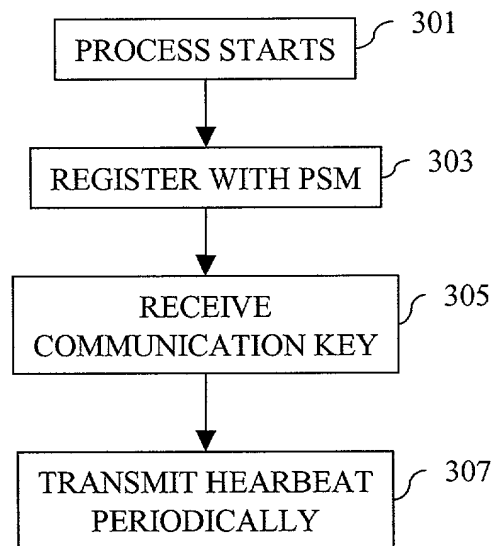 301
PROCESS STARTS
303
REGISTER WITH PSM
305
RECEIVE
COMMUNICATION KEY
307
TRANSMIT HEARBEAT
PERIODICALLY